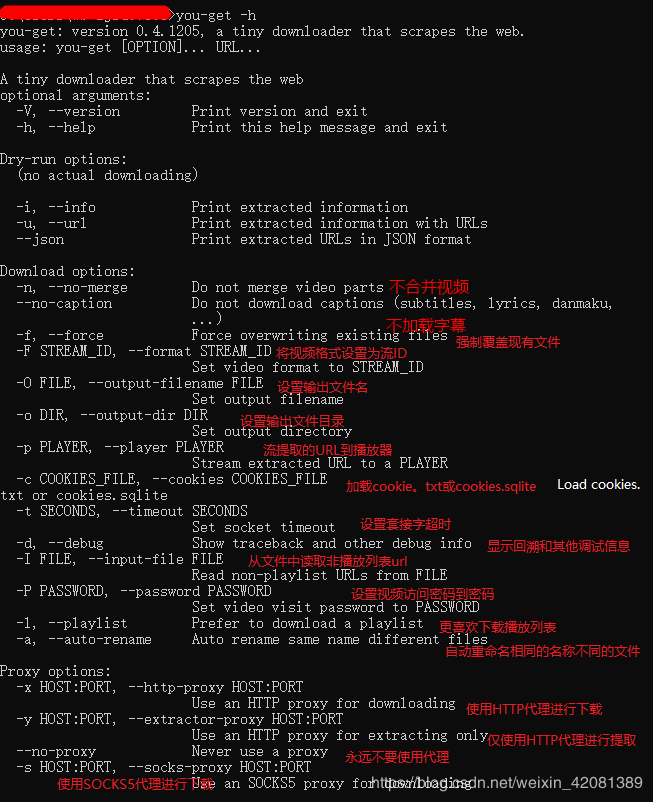 >you-get -h
you-get: version 0.4.1205, a tiny downloader that scrapes the web.
usage: you-get [OPTION]... URL...
A tiny downloader that scrapes the web
optional arguments:
-V, --version Print version and exit
-h, --help Print this help message and exit
Dry-run options:
(no actual downloading)
-i, --info Print extracted information
-u, --url Print extracted information with URLs
--json Print extracted URLs in JSON format
Download options:
-n, --no-merge Do not merge video parts 不合并视频
--no-caption Do not download captions (subtitles, lyrics, danmaku,
...) 不加载字幕
-f, --force Force overwriting existing files 强制覆盖现有文件
-F STREAM_ID, --format STREAM_ID 将视频格式设置为流ID
Set video format to STREAM_ID
-O FILE, --output-filename FILE 设置输出文件名
Set output filename
-o DIR, --output-dir DIR 设置输出文件目录
Set output directory
-p PLAYER, --player PLAYER 流提取的URL到播放器
Stream extracted URL to a PLAYER
-c COOKIES_FILE, --cookies COOKIES_FILE 加载cookie。txt或cookies.sqlite Load cookies.
txt or cookies.sqlite
-t SECONDS, --timeout SECONDS
Set socket timeout 设置套接字超时
-d, --debug Show traceback and other debug info 显示回溯和其他调试信息
-I FILE, --input-file FILE 从文件中读取非播放列表url
Read non-playlist URLs from FILE
-P PASSWORD, --password PASSWORD 设置视频访问密码到密码
Set video visit password to PASSWORD
-l, --playlist Prefer to download a playlist 更喜欢下载播放列表
-a, --auto-rename Auto rename same name different files 自动重命名相同的名称不同的文件
Proxy options:
-x HOST:PORT, --http-proxy HOST:PORT
Use an HTTP proxy for downloading 使用HTTP代理进行下载
-y HOST:PORT, --extractor-proxy HOST:PORT
Use an HTTP proxy for extracting only 仅使用HTTP代理进行提取
--no-proxy Never use a proxy 永远不要使用代理
-s HOST:PORT, --socks-proxy HOST:PORT
使用SOCKS5代理进行下载 Use an SOCKS5 proxy for downloading
https://blog.csdn.net/weixin_42081389